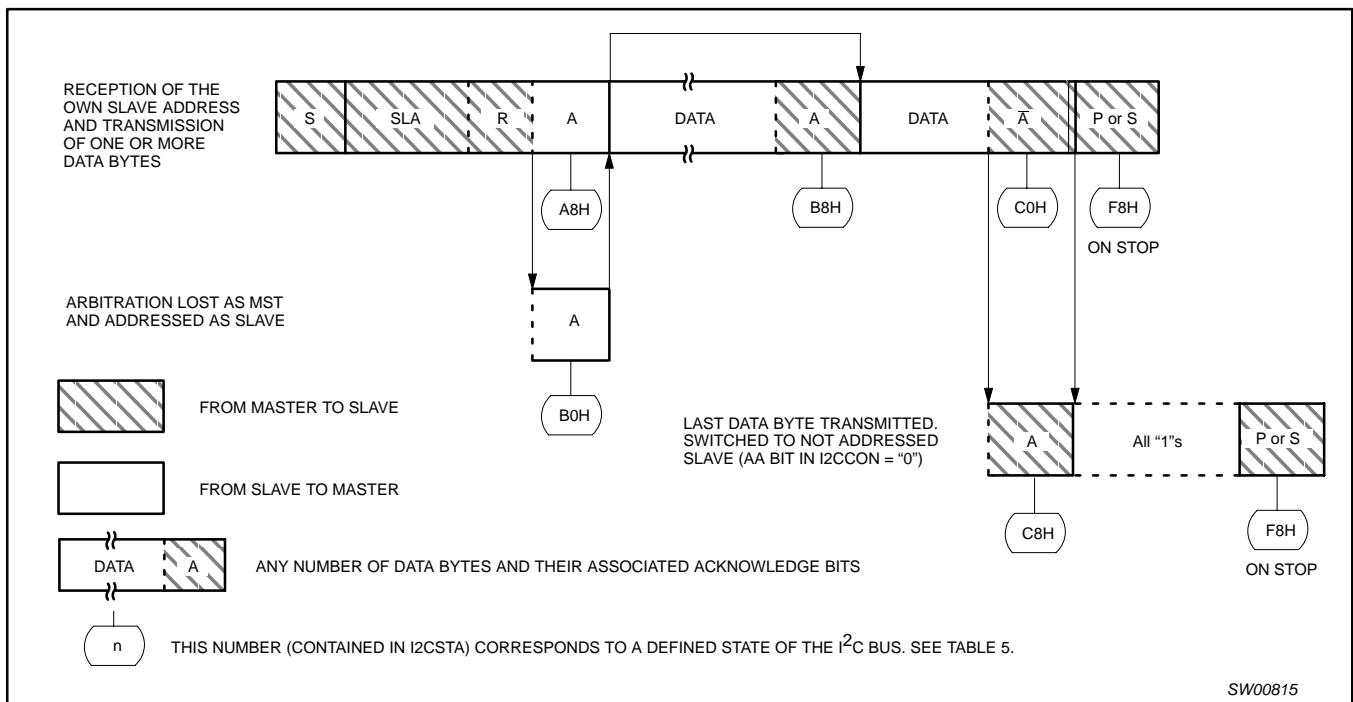 RECEPTION OF THE
OWN SLAVE ADDRESS
AND TRANSMISSION
OF ONE OR MORE
DATA BYTES
S SLA R A DATA A DATA A̅ P or S
A8H B8H C0H F8H
ON STOP
ARBITRATION LOST AS MST
AND ADDRESSED AS SLAVE
A
B0H
FROM MASTER TO SLAVE
LAST DATA BYTE TRANSMITTED.
SWITCHED TO NOT ADDRESSED
SLAVE (AA BIT IN I2CCON = “0”)
A All “1”s P or S
C8H F8H
ON STOP
FROM SLAVE TO MASTER
DATA A ANY NUMBER OF DATA BYTES AND THEIR ASSOCIATED ACKNOWLEDGE BITS
n THIS NUMBER (CONTAINED IN I2CSTA) CORRESPONDS TO A DEFINED STATE OF THE I²C BUS. SEE TABLE 5.
SW00815